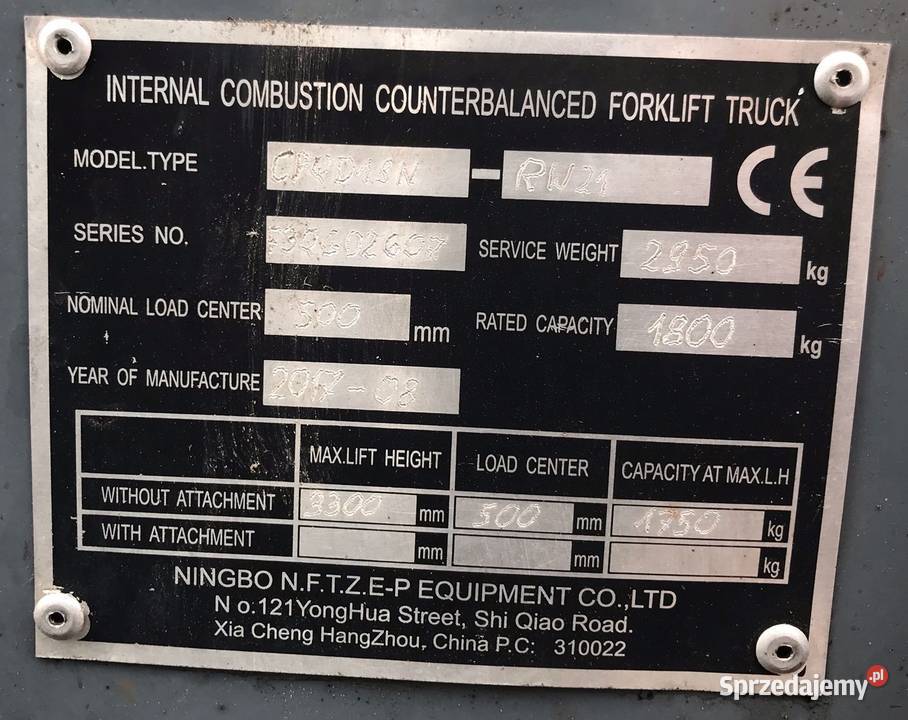 INTERNAL COMBUSTION COUNTERBALANCED FORKLIFT TRUCK
MODEL.TYPE - RW21 CE
SERIES NO.
SERVICE WEIGHT 2950 kg
NOMINAL LOAD CENTER 500 mm
RATED CAPACITY 1800 kg
YEAR OF MANUFACTURE 2017-08
MAX.LIFT HEIGHT LOAD CENTER CAPACITY AT MAX.L.H
WITHOUT ATTACHMENT 3300 mm 500 mm 1750 kg
WITH ATTACHMENT mm mm kg
NINGBO N.F.T.Z.E-P EQUIPMENT CO.,LTD
N o.121YongHua Street, Shi Qiao Road.
Xia Cheng HangZhou, China P.C: 310022
Sprzedajemy.pl